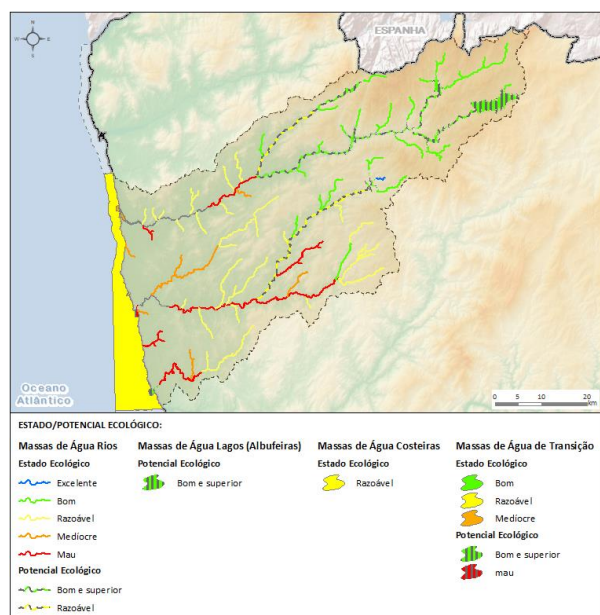 ESPANHA
N
Oceano
Atlântico
0 5 10 20
km
ESTADO/POTENCIAL ECOLÓGICO:
Massas de Água Rios
Estado Ecológico
Excelente
Bom
Razoável
Medíocre
Mau
Potencial Ecológico
Bom e superior
Razoável
Massas de Água Lagos (Albufeiras)
Potencial Ecológico
Bom e superior
Massas de Água Costeiras
Estado Ecológico
Razoável
Massas de Água de Transição
Estado Ecológico
Bom
Razoável
Medíocre
Potencial Ecológico
Bom e superior
mau